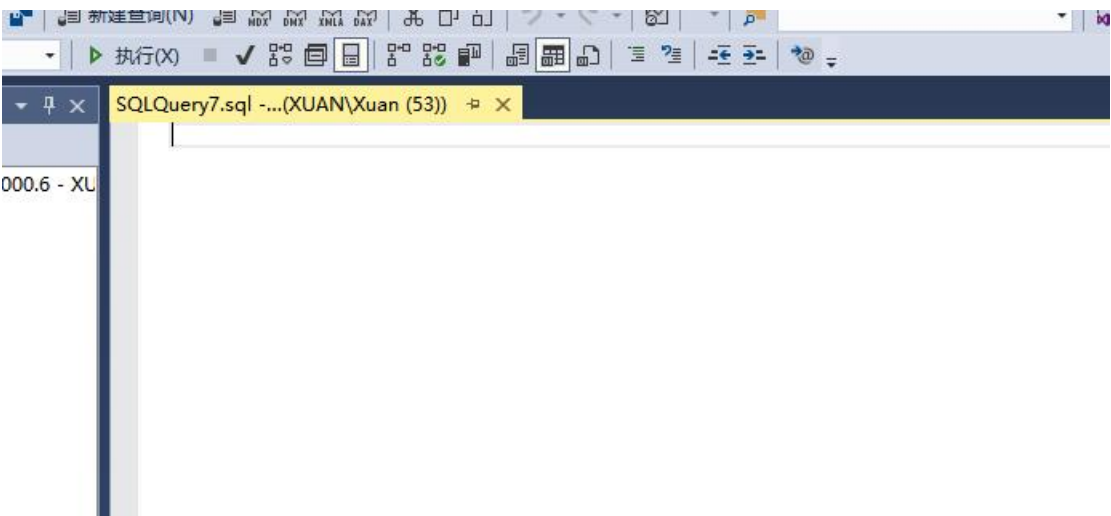 新建查询(N) MDX DMX XMLA DAX
执行(X)
SQLQuery7.sql -...(XUAN\Xuan (53))
000.6 - XU